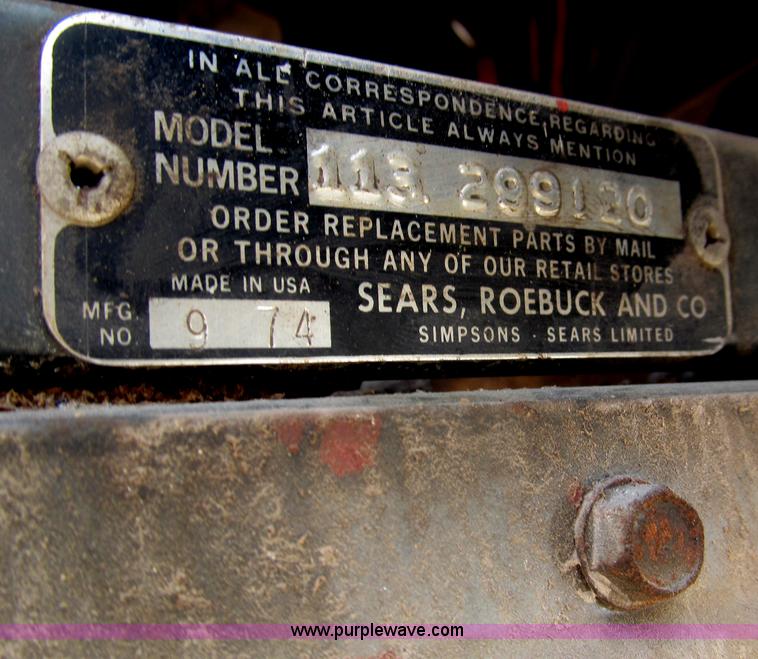 IN ALL CORRESPONDENCE REGARDING
THIS ARTICLE ALWAYS MENTION
MODEL
NUMBER 113. 299120
ORDER REPLACEMENT PARTS BY MAIL
OR THROUGH ANY OF OUR RETAIL STORES
MADE IN USA
MFG.
NO 9 74
SEARS, ROEBUCK AND CO
SIMPSONS - SEARS LIMITED
www.purplewave.com